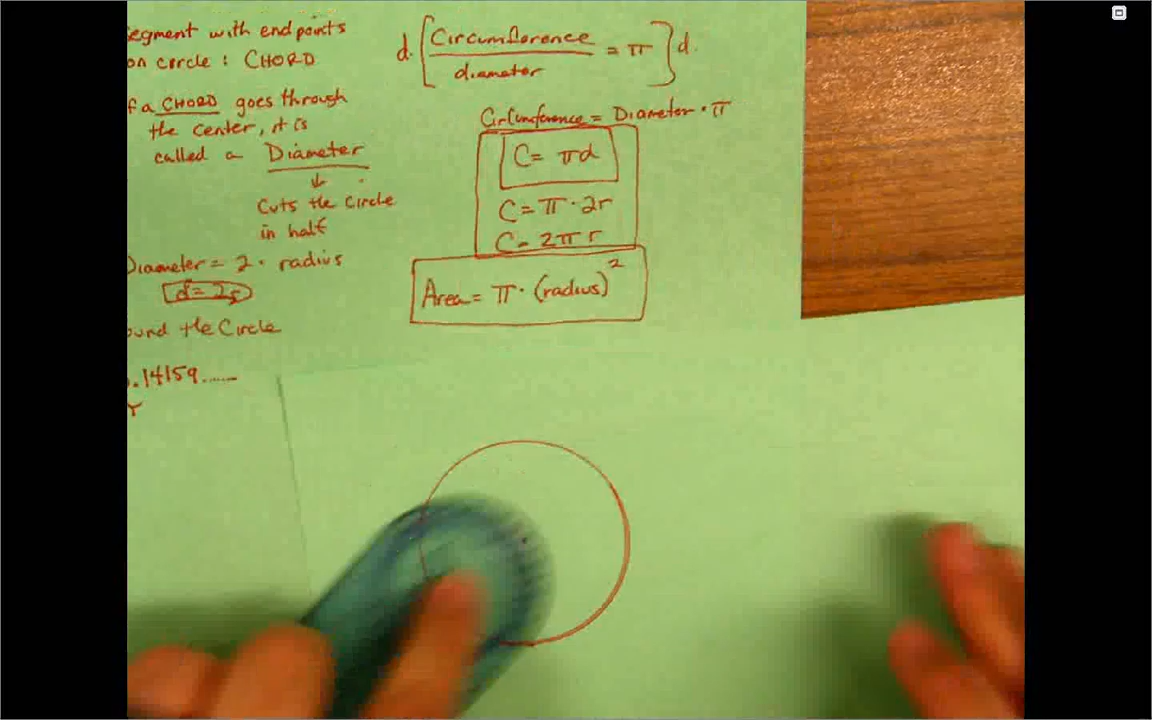 egment with endpoints
on circle : CHORD
f a CHORD goes through
the center, it is
called a Diameter
↓
Cuts the Circle
in half
Diameter = 2 · radius
d = 2r
ound the Circle
.14159......
d. [Circumference / diameter = π] d.
Circumference = Diameter · π
C = πd
C = π · 2r
C = 2πr
Area = π · (radius)²